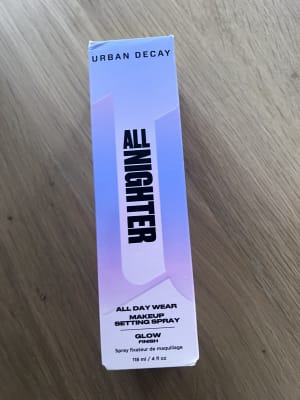 URBAN DECAY
ALL
NIGHTER
ALL DAY WEAR
MAKEUP
SETTING SPRAY
GLOW
FINISH
Spray fixateur de maquillage
118 ml / 4 fl oz